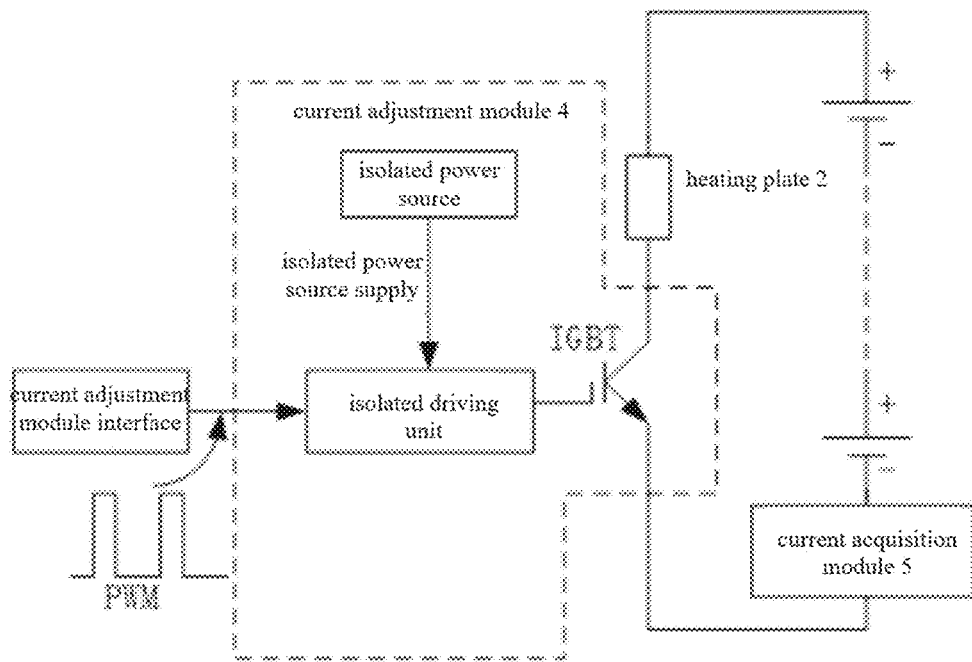 current adjustment module 4
isolated power
source
heating plate 2
isolated power
source supply
IGBT
current adjustment
module interface
isolated driving
unit
PWM
current acquisition
module 5
+
−
+
−